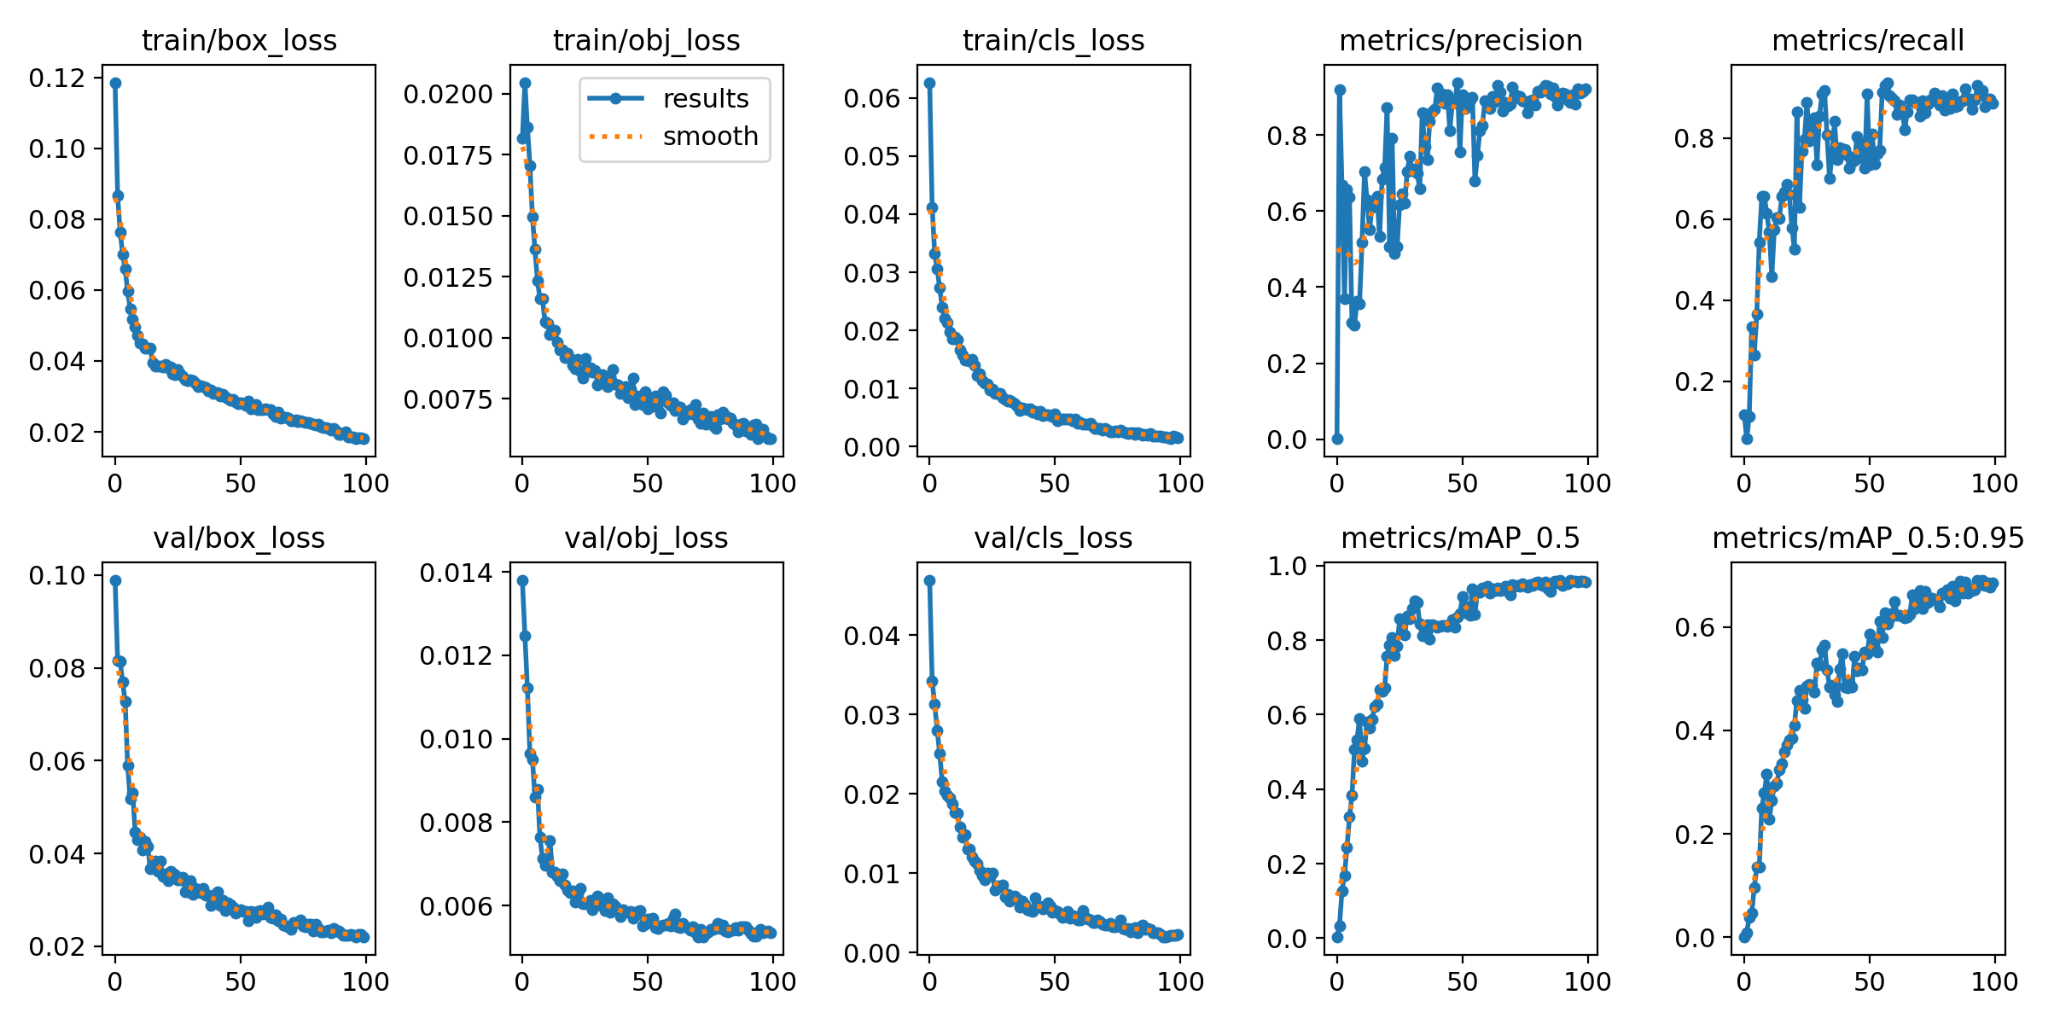 train/box_loss
0.12
0.10
0.08
0.06
0.04
0.02
0 50 100
train/obj_loss
results
smooth
0.0200
0.0175
0.0150
0.0125
0.0100
0.0075
0 50 100
train/cls_loss
0.06
0.05
0.04
0.03
0.02
0.01
0.00
0 50 100
metrics/precision
0.8
0.6
0.4
0.2
0.0
0 50 100
metrics/recall
0.8
0.6
0.4
0.2
0 50 100
val/box_loss
0.10
0.08
0.06
0.04
0.02
0 50 100
val/obj_loss
0.014
0.012
0.010
0.008
0.006
0 50 100
val/cls_loss
0.04
0.03
0.02
0.01
0.00
0 50 100
metrics/mAP_0.5
1.0
0.8
0.6
0.4
0.2
0.0
0 50 100
metrics/mAP_0.5:0.95
0.6
0.4
0.2
0.0
0 50 100